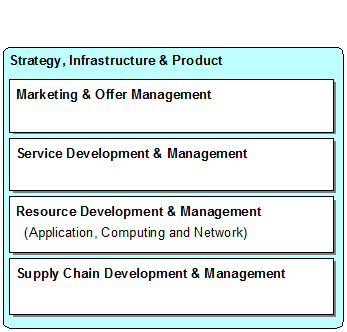 Strategy, Infrastructure & Product
Marketing & Offer Management
Service Development & Management
Resource Development & Management
(Application, Computing and Network)
Supply Chain Development & Management